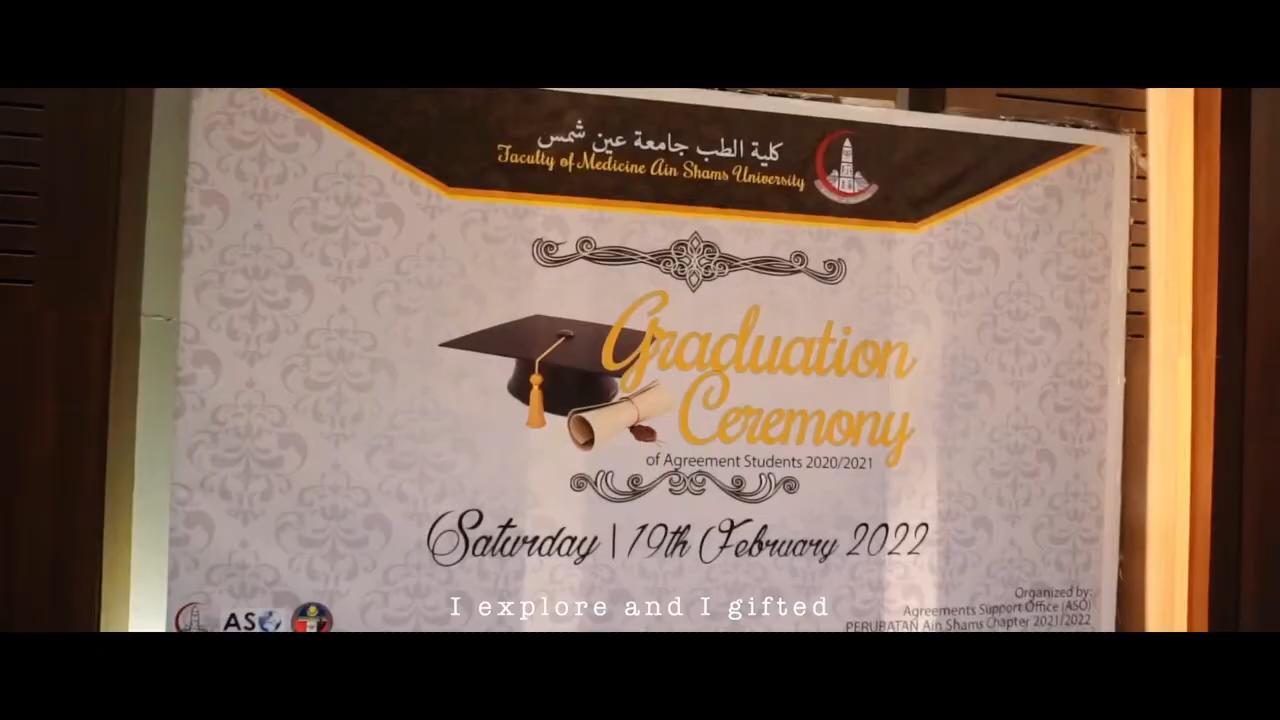 كلية الطب جامعة عين شمس
Faculty of Medicine Ain Shams University
Graduation
Ceremony
of Agreement Students 2020/2021
Saturday | 19th February 2022
I explore and I gifted
AS
Organized by:
Agreements Support Office (ASO)
PERUBATAN Ain Shams Chapter 2021/2022